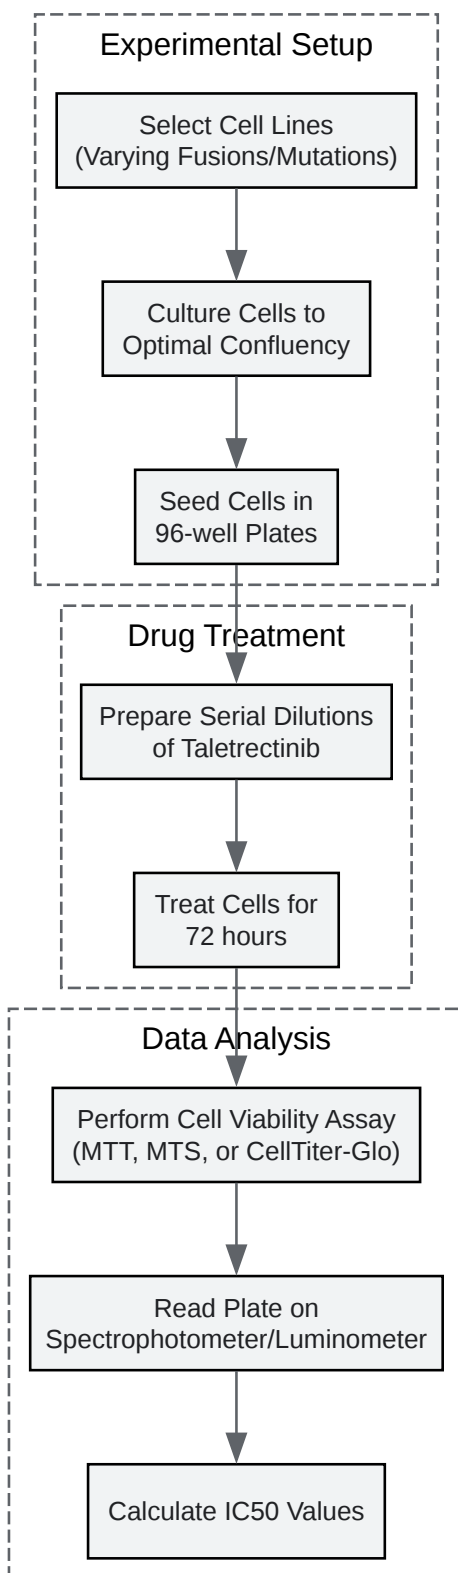 Experimental Setup
Select Cell Lines
(Varying Fusions/Mutations)
Culture Cells to
Optimal Confluency
Seed Cells in
96-well Plates
Drug Treatment
Prepare Serial Dilutions
of Taletrectinib
Treat Cells for
72 hours
Data Analysis
Perform Cell Viability Assay
(MTT, MTS, or CellTiter-Glo)
Read Plate on
Spectrophotometer/Luminometer
Calculate IC50 Values